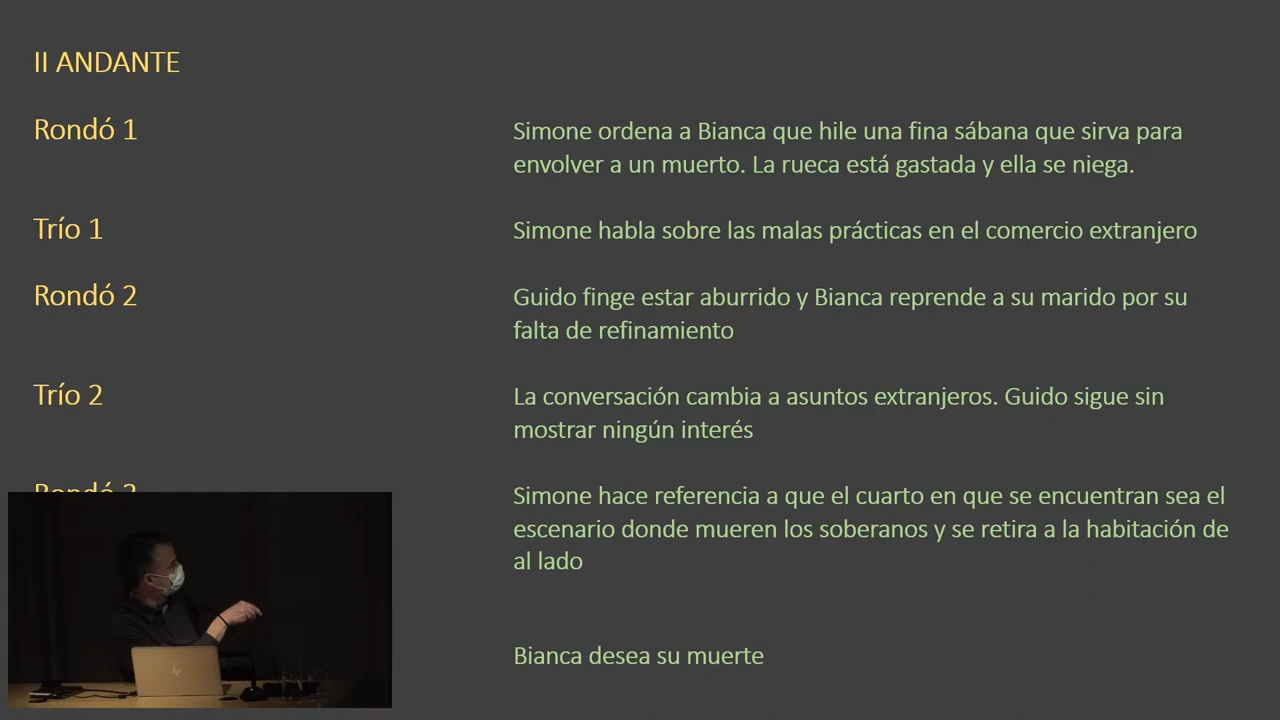 II ANDANTE
Rondó 1
Simone ordena a Bianca que hile una fina sábana que sirva para
envolver a un muerto. La rueca está gastada y ella se niega.
Trío 1
Simone habla sobre las malas prácticas en el comercio extranjero
Rondó 2
Guido finge estar aburrido y Bianca reprende a su marido por su
falta de refinamiento
Trío 2
La conversación cambia a asuntos extranjeros. Guido sigue sin
mostrar ningún interés
Rondó 3
Simone hace referencia a que el cuarto en que se encuentran sea el
escenario donde mueren los soberanos y se retira a la habitación de
al lado
Bianca desea su muerte
hp